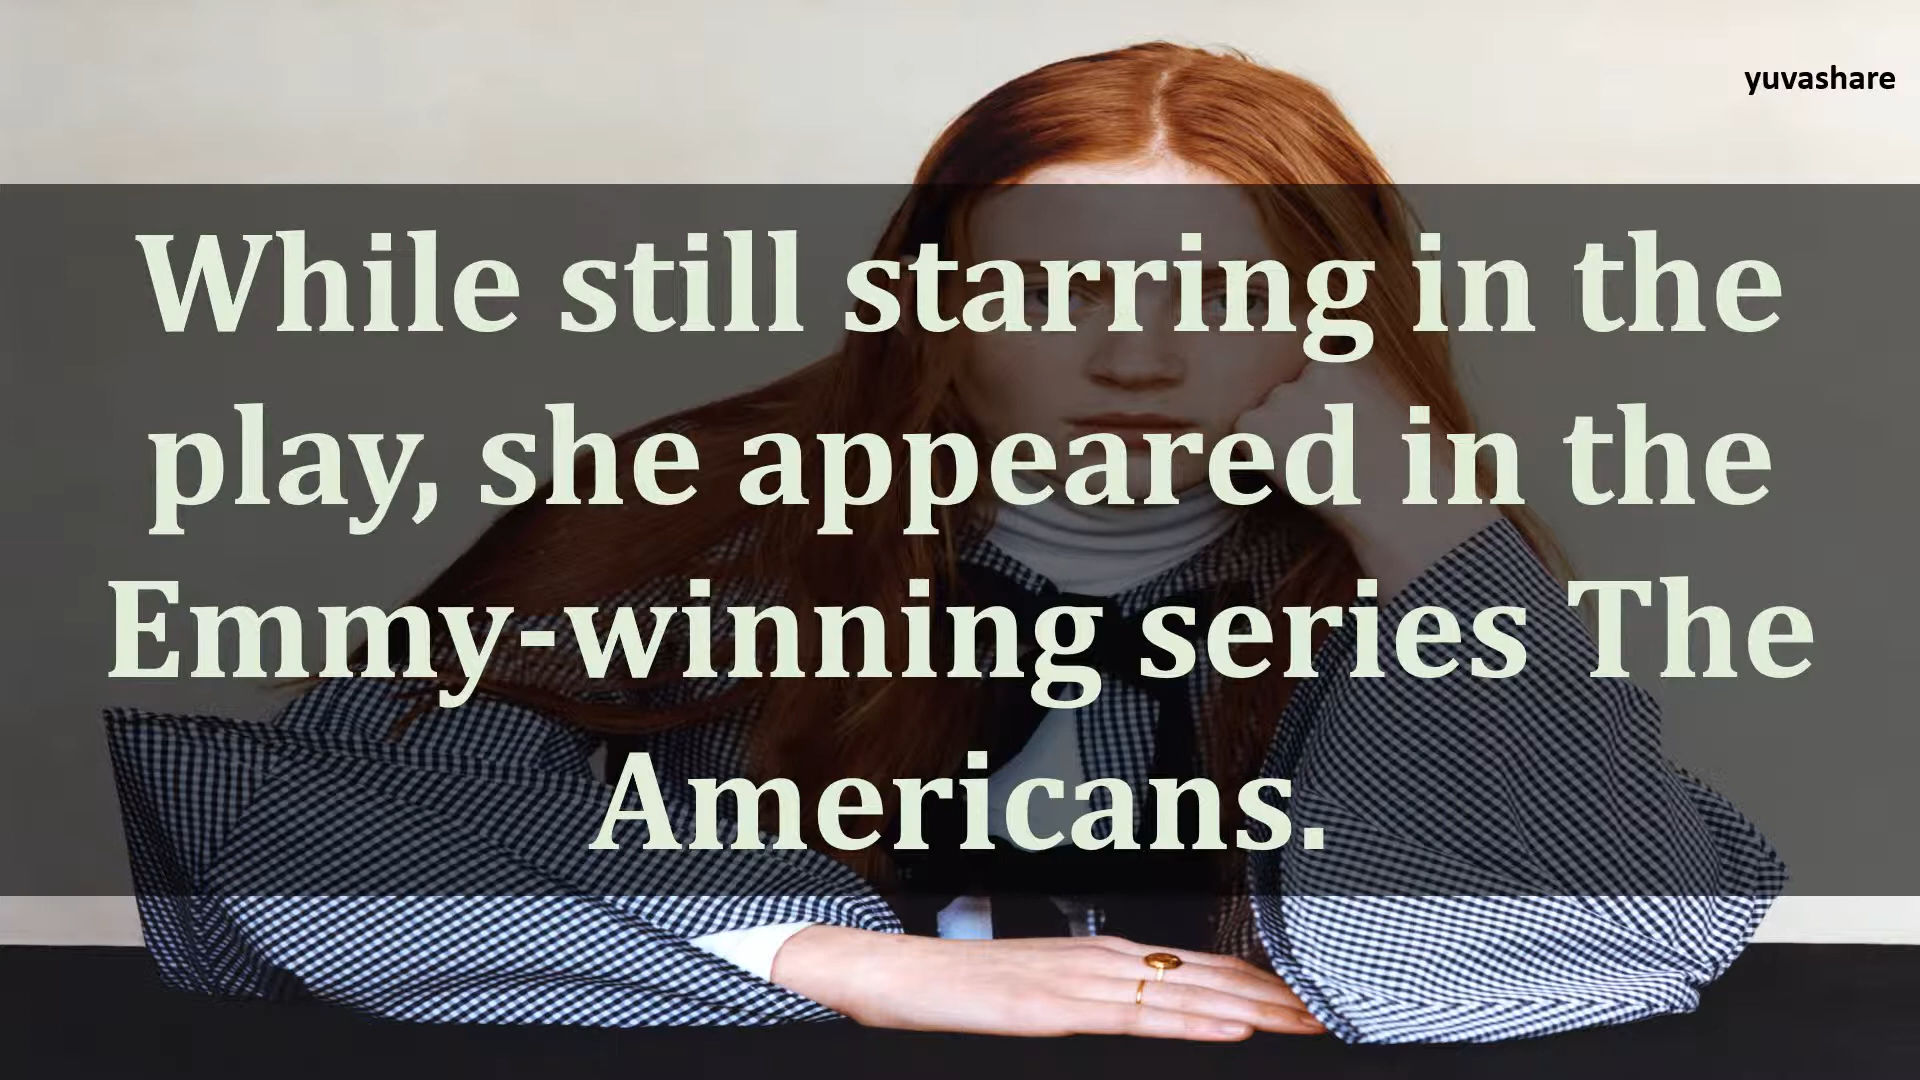 yuvashare
While still starring in the
play, she appeared in the
Emmy-winning series The
Americans.